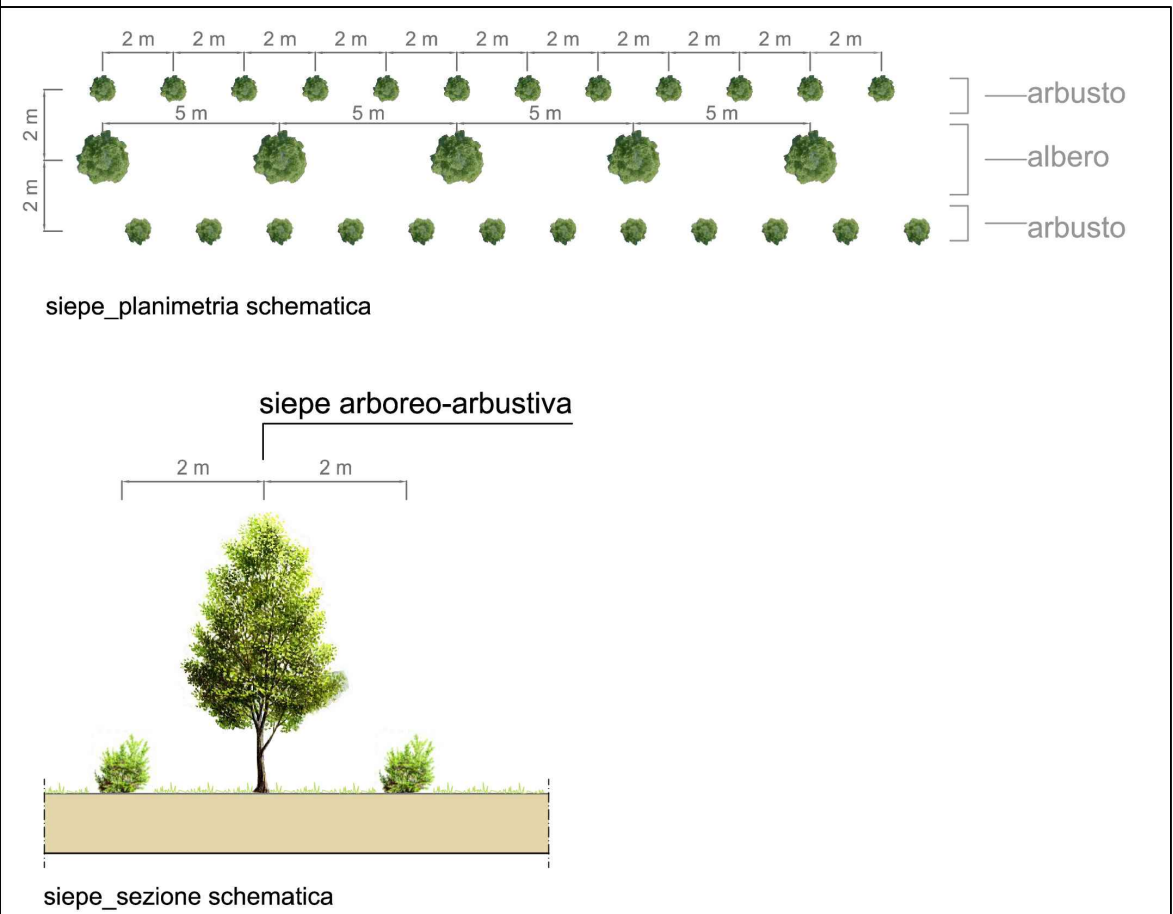 2 m 2 m 2 m 2 m 2 m 2 m 2 m 2 m 2 m 2 m 2 m
arbusto
5 m 5 m 5 m 5 m
2 m
albero
2 m
arbusto
siepe_planimetria schematica
siepe arboreo-arbustiva
2 m 2 m
siepe_sezione schematica